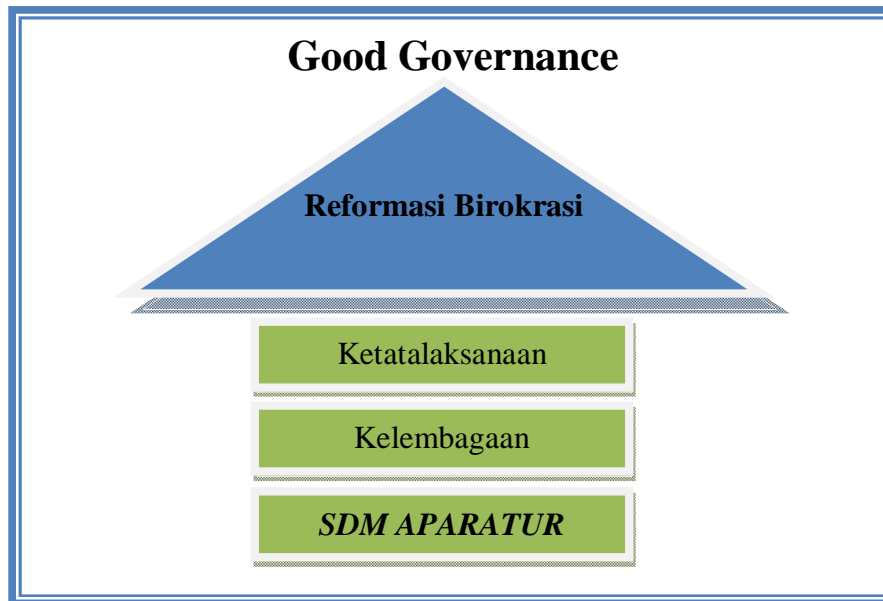 Good Governance
Reformasi Birokrasi
Ketatalaksanaan
Kelembagaan
SDM APARATUR